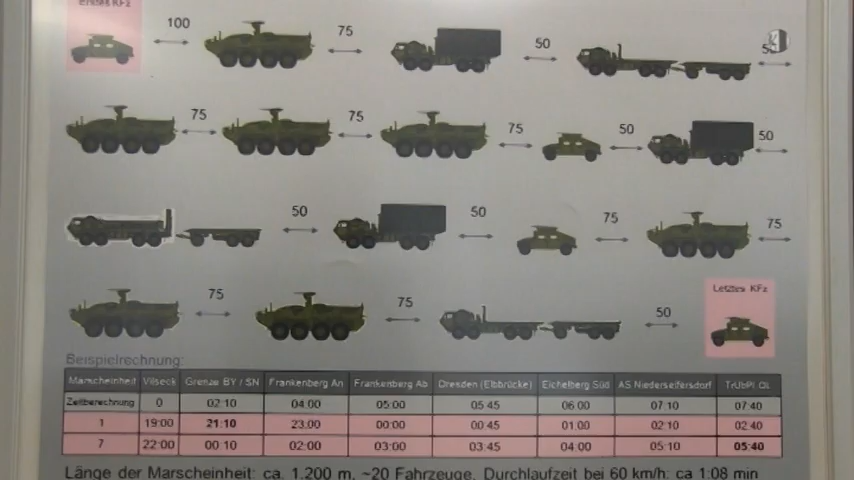 Erstes KFz
100 75 50 50
75 75 75 50 50
50 50 75 75
75 75 50
Letztes KFz
Beispielrechnung:
Marscheinheit Vilseck Grenze BY / SN Frankenberg An Frankenberg Ab Dresden (Elbbrücke) Eichelberg Süd AS Niederseifersdorf TrÜbPl OL
Zeitberechnung 0 02:10 04:00 05:00 05:45 06:00 07:10 07:40
1 19:00 21:10 23:00 00:00 00:45 01:00 02:10 02:40
7 22:00 00:10 02:00 03:00 03:45 04:00 05:10 05:40
Länge der Marscheinheit: ca. 1.200 m, ~20 Fahrzeuge, Durchlaufzeit bei 60 km/h: ca 1:08 min